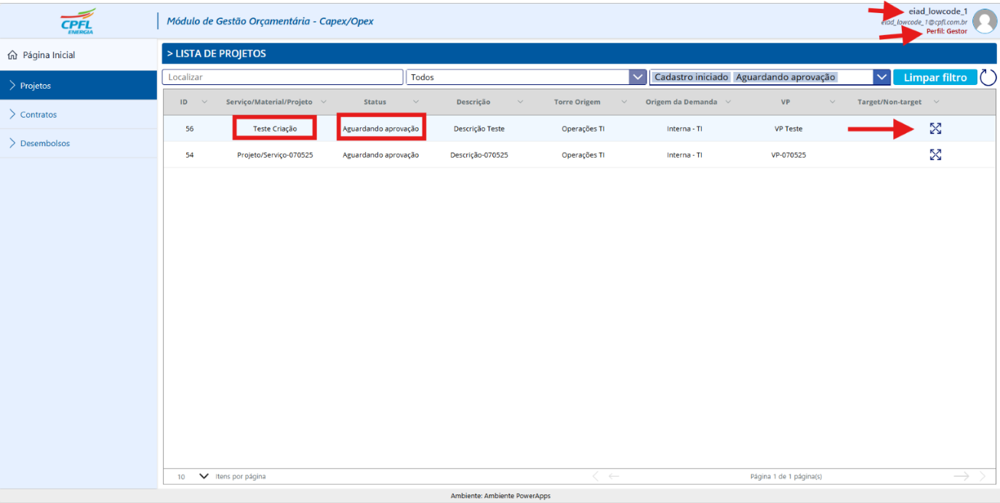 CPFL
ENERGIA
Módulo de Gestão Orçamentária - Capex/Opex
eiad_lowcode_1
eiad_lowcode_1@cpfl.com.br
Perfil: Gestor
Página Inicial
Projetos
Contratos
Desembolsos
> LISTA DE PROJETOS
Localizar Todos Cadastro iniciado Aguardando aprovação Limpar filtro
ID Serviço/Material/Projeto Status Descrição Torre Origem Origem da Demanda VP Target/Non-target
56 Teste Criação Aguardando aprovação Descrição Teste Operações TI Interna - TI VP Teste
54 Projeto/Serviço-070525 Aguardando aprovação Descrição-070525 Operações TI Interna - TI VP-070525
10 Itens por página Página 1 de 1 página(s)
Ambiente: Ambiente PowerApps